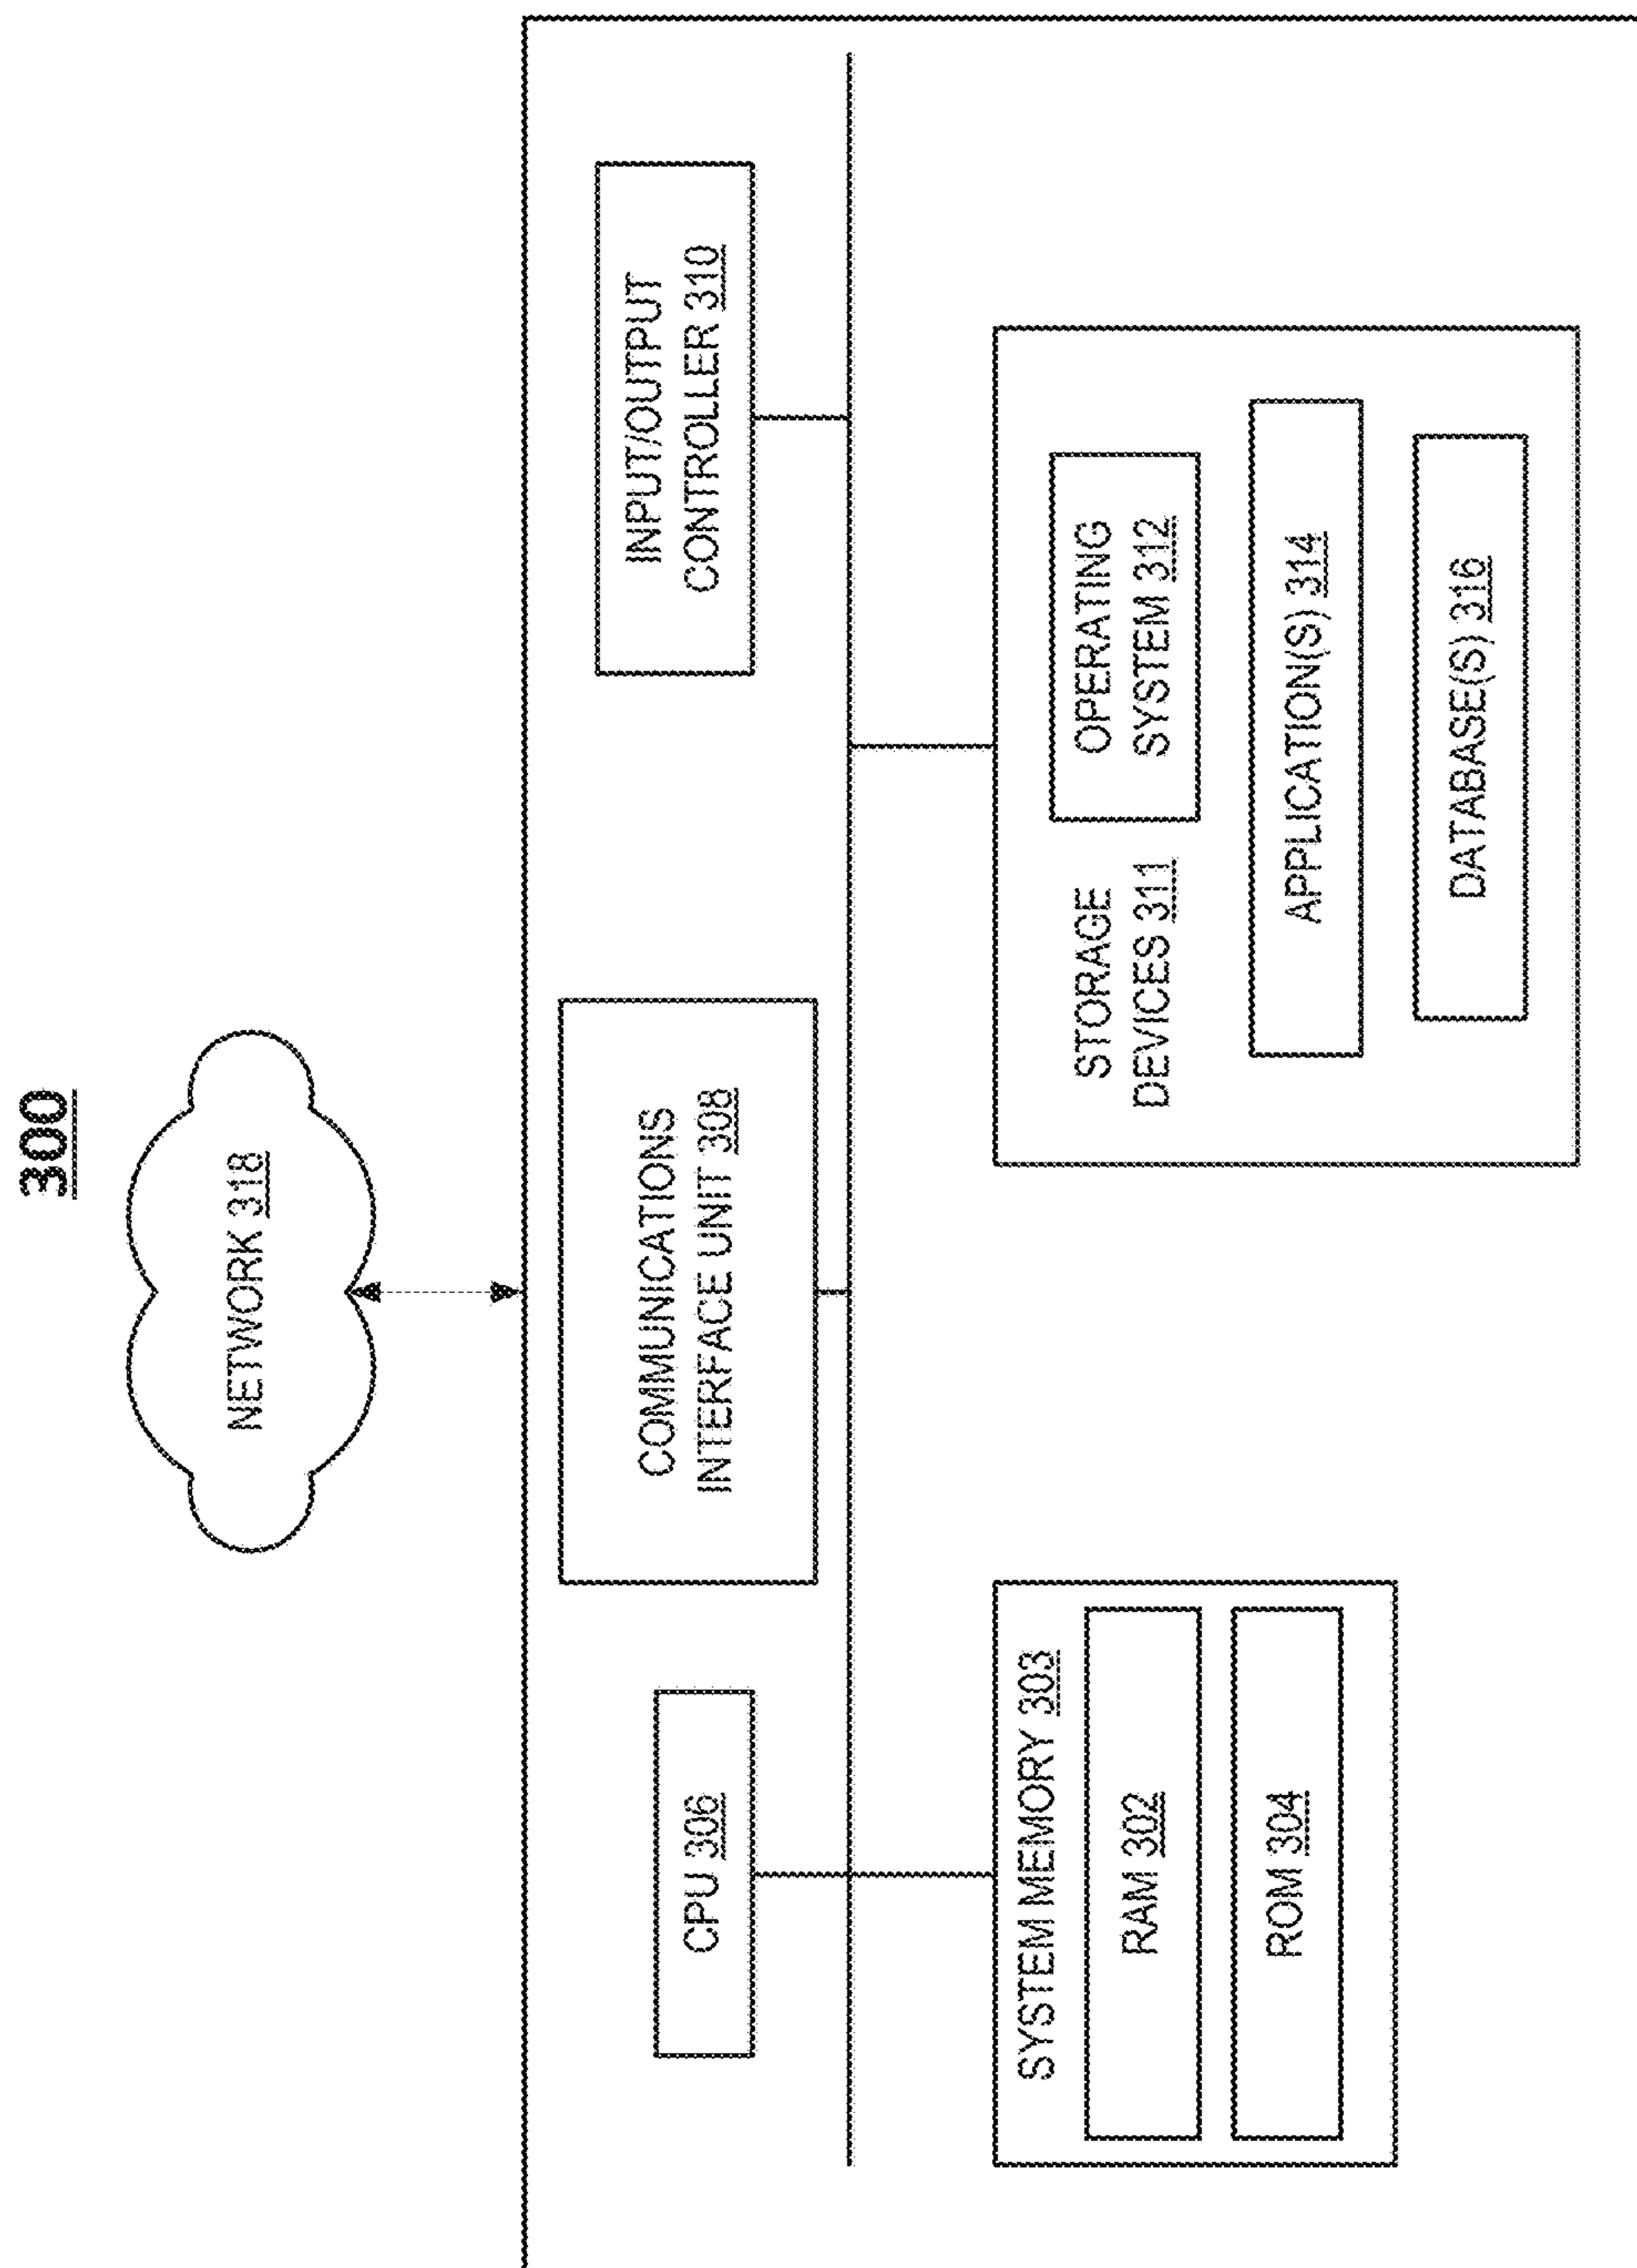 300
NETWORK 318
CPU 306
COMMUNICATIONS
INTERFACE UNIT 308
INPUT/OUTPUT
CONTROLLER 310
SYSTEM MEMORY 303
RAM 302
ROM 304
STORAGE
DEVICES 311
OPERATING
SYSTEM 312
APPLICATION(S) 314
DATABASE(S) 316